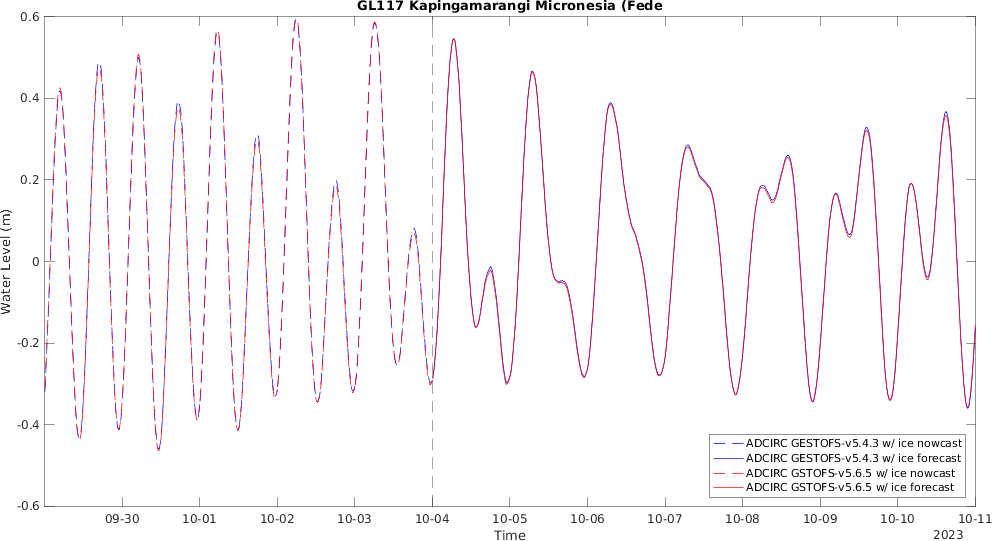 GL117 Kapingamarangi Micronesia (Fede
0.6
0.4
0.2
0
-0.2
-0.4
-0.6
Water Level (m)
09-30 10-01 10-02 10-03 10-04 10-05 10-06 10-07 10-08 10-09 10-10 10-11
Time
2023
ADCIRC GESTOFS-v5.4.3 w/ ice nowcast
ADCIRC GESTOFS-v5.4.3 w/ ice forecast
ADCIRC GSTOFS-v5.6.5 w/ ice nowcast
ADCIRC GSTOFS-v5.6.5 w/ ice forecast